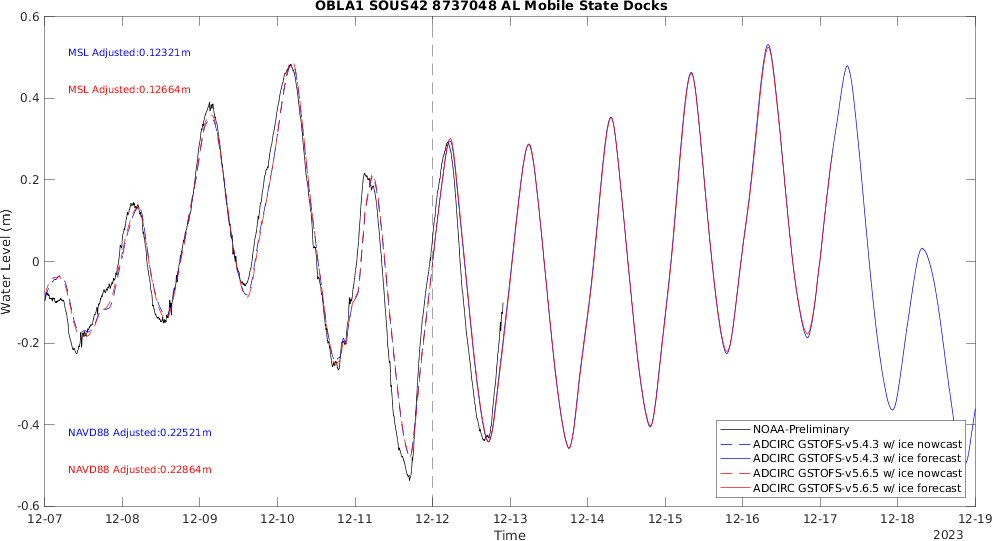 OBLA1 SOUS42 8737048 AL Mobile State Docks
0.6
0.4
0.2
0
-0.2
-0.4
-0.6
Water Level (m)
MSL Adjusted:0.12321m
MSL Adjusted:0.12664m
NAVD88 Adjusted:0.22521m
NAVD88 Adjusted:0.22864m
NOAA-Preliminary
ADCIRC GSTOFS-v5.4.3 w/ ice nowcast
ADCIRC GSTOFS-v5.4.3 w/ ice forecast
ADCIRC GSTOFS-v5.6.5 w/ ice nowcast
ADCIRC GSTOFS-v5.6.5 w/ ice forecast
12-07 12-08 12-09 12-10 12-11 12-12 12-13 12-14 12-15 12-16 12-17 12-18 12-19
Time
2023